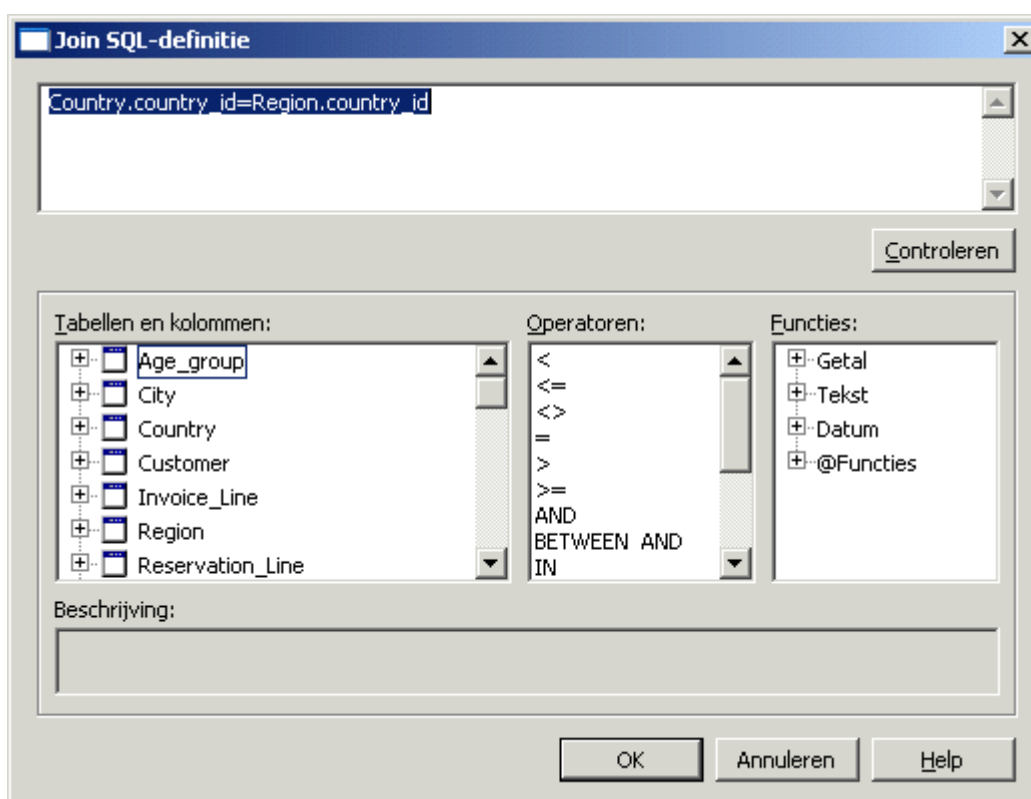 Join SQL-definitie
Country.country_id=Region.country_id
Controleren
Tabellen en kolommen:
Age_group
City
Country
Customer
Invoice_Line
Region
Reservation_Line
Operatoren:
<
<=
<>
=
>
>=
AND
BETWEEN AND
IN
Functies:
Getal
Tekst
Datum
@Functies
Beschrijving:
OK
Annuleren
Help